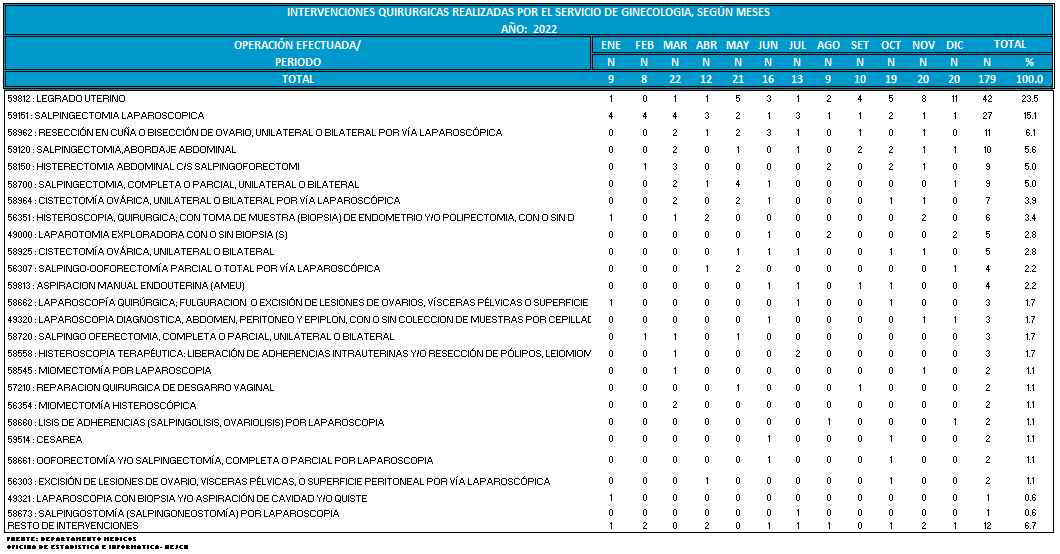 INTERVENCIONES QUIRURGICAS REALIZADAS POR EL SERVICIO DE GINECOLOGIA, SEGÚN MESES
AÑO: 2022
OPERACIÓN EFECTUADA/ ENE FEB MAR ABR MAY JUN JUL AGO SET OCT NOV DIC TOTAL
PERIODO N N N N N N N N N N N N N %
TOTAL 9 8 22 12 21 16 13 9 10 19 20 20 179 100.0
59812 : LEGRADO UTERINO 1 0 1 1 5 3 1 2 4 5 8 11 42 23.5
59151 : SALPINGECTOMIA LAPAROSCOPICA 4 4 4 3 2 1 3 1 1 2 1 1 27 15.1
58962 : RESECCIÓN EN CUÑA O BISECCIÓN DE OVARIO, UNILATERAL O BILATERAL POR VÍA LAPAROSCÓPICA 0 0 2 1 2 3 1 0 1 0 1 0 11 6.1
59120 : SALPINGECTOMIA,ABORDAJE ABDOMINAL 0 0 2 0 1 0 1 0 2 2 1 1 10 5.6
58150 : HISTERECTOMIA ABDOMINAL C/S SALPINGOFORECTOMI 0 1 3 0 0 0 0 2 0 2 1 0 9 5.0
58700 : SALPINGECTOMIA, COMPLETA O PARCIAL, UNILATERAL O BILATERAL 0 0 2 1 4 1 0 0 0 0 0 1 9 5.0
58964 : CISTECTOMÍA OVÁRICA, UNILATERAL O BILATERAL POR VÍA LAPAROSCÓPICA 0 0 2 0 2 1 0 0 0 1 1 0 7 3.9
56351 : HISTEROSCOPIA, QUIRURGICA; CON TOMA DE MUESTRA (BIOPSIA) DE ENDOMETRIO Y/O POLIPECTOMIA, CON O SIN D 1 0 1 2 0 0 0 0 0 0 2 0 6 3.4
49000 : LAPAROTOMIA EXPLORADORA CON O SIN BIOPSIA (S) 0 0 0 0 0 1 0 2 0 0 0 2 5 2.8
58925 : CISTECTOMÍA OVÁRICA, UNILATERAL O BILATERAL 0 0 0 0 1 1 1 0 0 1 1 0 5 2.8
56307 : SALPINGO-OOFORECTOMÍA PARCIAL O TOTAL POR VÍA LAPAROSCÓPICA 0 0 0 1 2 0 0 0 0 0 0 1 4 2.2
59813 : ASPIRACION MANUAL ENDOUTERINA (AMEU) 0 0 0 0 0 1 1 0 1 1 0 0 4 2.2
58662 : LAPAROSCOPÍA QUIRÚRGICA; FULGURACION O EXCISIÓN DE LESIONES DE OVARIOS, VÍSCERAS PÉLVICAS O SUPERFICIE 1 0 0 0 0 0 1 0 0 1 0 0 3 1.7
49320 : LAPAROSCOPIA DIAGNOSTICA, ABDOMEN, PERITONEO Y EPIPLON, CON O SIN COLECCION DE MUESTRAS POR CEPILLAD 0 0 0 0 0 1 0 0 0 0 1 1 3 1.7
58720 : SALPINGO OFERECTOMIA, COMPLETA O PARCIAL, UNILATERAL O BILATERAL 0 1 1 0 1 0 0 0 0 0 0 0 3 1.7
58558 : HISTEROSCOPIA TERAPÉUTICA: LIBERACIÓN DE ADHERENCIAS INTRAUTERINAS Y/O RESECCIÓN DE PÓLIPOS, LEIOMIOM 0 0 1 0 0 0 2 0 0 0 0 0 3 1.7
58545 : MIOMECTOMÍA POR LAPAROSCOPIA 0 0 1 0 0 0 0 0 0 0 1 0 2 1.1
57210 : REPARACION QUIRURGICA DE DESGARRO VAGINAL 0 0 0 0 1 0 0 0 1 0 0 0 2 1.1
56354 : MIOMECTOMÍA HISTEROSCÓPICA 0 0 2 0 0 0 0 0 0 0 0 0 2 1.1
58660 : LISIS DE ADHERENCIAS (SALPINGOLISIS, OVARIOLISIS) POR LAPAROSCOPIA 0 0 0 0 0 0 0 1 0 0 0 1 2 1.1
59514 : CESAREA 0 0 0 0 0 1 0 0 0 1 0 0 2 1.1
58661 : OOFORECTOMÍA Y/O SALPINGECTOMÍA, COMPLETA O PARCIAL POR LAPAROSCOPIA 0 0 0 0 0 1 0 0 0 1 0 0 2 1.1
56303 : EXCISIÓN DE LESIONES DE OVARIO, VISCERAS PÉLVICAS, O SUPERFICIE PERITONEAL POR VÍA LAPAROSCÓPICA 0 0 0 1 0 0 0 0 0 1 0 0 2 1.1
49321 : LAPAROSCOPIA CON BIOPSIA Y/O ASPIRACIÓN DE CAVIDAD Y/O QUISTE 1 0 0 0 0 0 0 0 0 0 0 0 1 0.6
58673 : SALPINGOSTOMÍA (SALPINGONEOSTOMÍA) POR LAPAROSCOPIA 0 0 0 0 0 0 1 0 0 0 0 0 1 0.6
RESTO DE INTERVENCIONES 1 2 0 2 0 1 1 1 0 1 2 1 12 6.7
FUENTE: DEPARTAMENTO MEDICOS
OFICINA DE ESTADISTICA E INFORMATICA- HEJCU